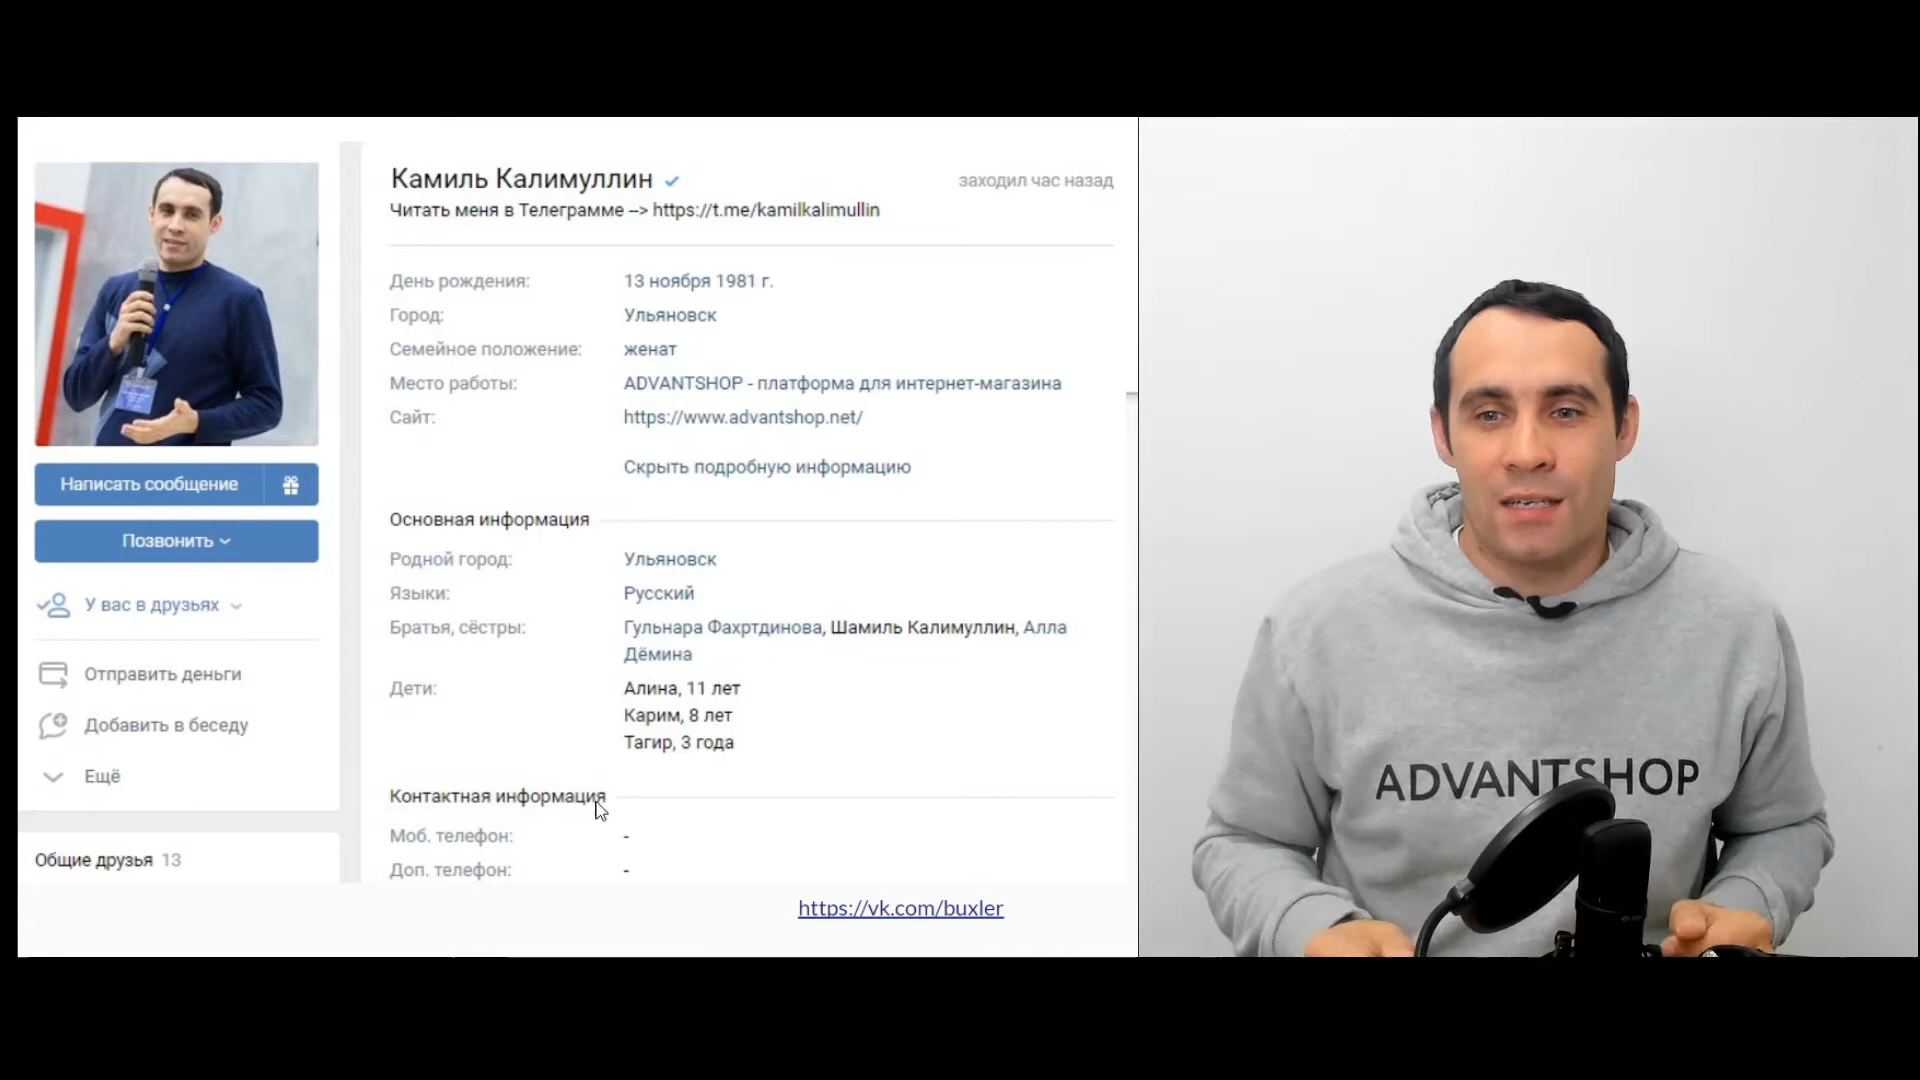 Камиль Калимуллин
заходил час назад
Читать меня в Телеграмме --> https://t.me/kamilkalimullin
День рождения: 13 ноября 1981 г.
Город: Ульяновск
Семейное положение: женат
Место работы: ADVANTSHOP - платформа для интернет-магазина
Сайт: https://www.advantshop.net/
Скрыть подробную информацию
Основная информация
Родной город: Ульяновск
Языки: Русский
Братья, сёстры: Гульнара Фахртдинова, Шамиль Калимуллин, Алла
Дёмина
Дети: Алина, 11 лет
Карим, 8 лет
Тагир, 3 года
Контактная информация
Моб. телефон: -
Доп. телефон: -
Написать сообщение
Позвонить
У вас в друзьях
Отправить деньги
Добавить в беседу
Ещё
Общие друзья 13
https://vk.com/buxler
ADVANTSHOP